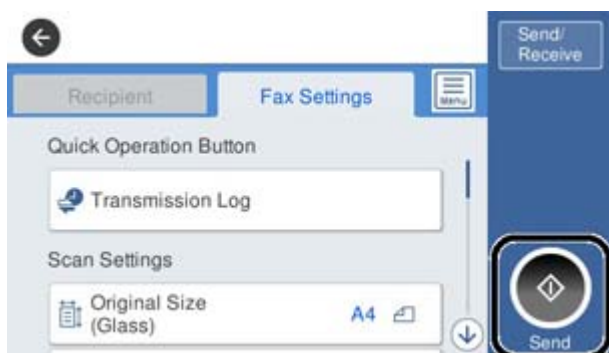 Send/
Receive
Recipient
Fax Settings
Menu
Quick Operation Button
Transmission Log
Scan Settings
Original Size
(Glass)
A4
Send